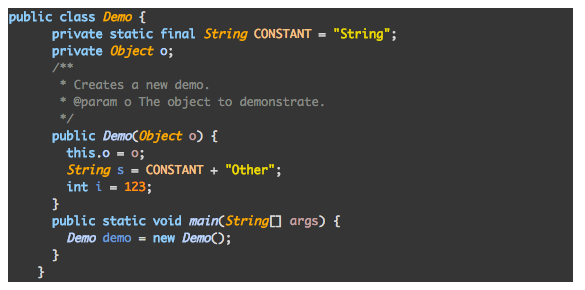 public class Demo {
private static final String CONSTANT = "String";
private Object o;
/**
* Creates a new demo.
* @param o The object to demonstrate.
*/
public Demo(Object o) {
this.o = o;
String s = CONSTANT + "Other";
int i = 123;
}
public static void main(String[] args) {
Demo demo = new Demo();
}
}